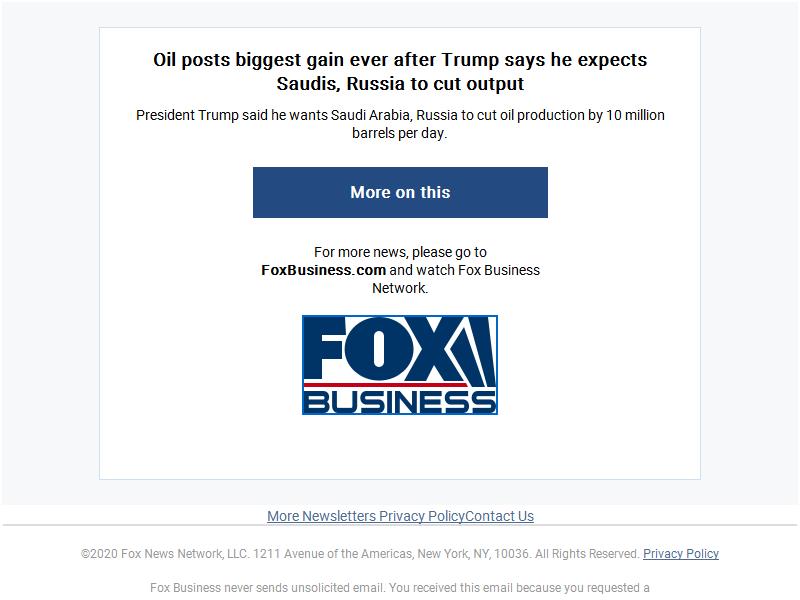 Oil posts biggest gain ever after Trump says he expects
Saudis, Russia to cut output
President Trump said he wants Saudi Arabia, Russia to cut oil production by 10 million
barrels per day.
More on this
For more news, please go to
FoxBusiness.com and watch Fox Business
Network.
FOX
BUSINESS
More Newsletters Privacy PolicyContact Us
©2020 Fox News Network, LLC. 1211 Avenue of the Americas, New York, NY, 10036. All Rights Reserved. Privacy Policy
Fox Business never sends unsolicited email. You received this email because you requested a